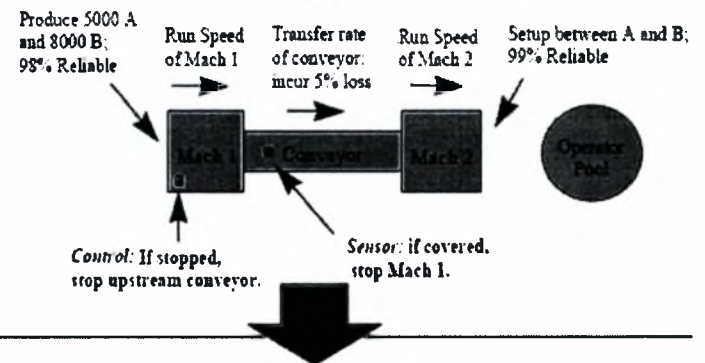 Produce 5000 A
and 8000 B;
98% Reliable
Run Speed
of Mach 1
Transfer rate
of conveyor:
incur 5% loss
Run Speed
of Mach 2
Setup between A and B;
99% Reliable
Mach 1
Conveyor
Mach 2
Operator
Pool
Control: If stopped,
stop upstream conveyor.
Sensor: if covered,
stop Mach 1.